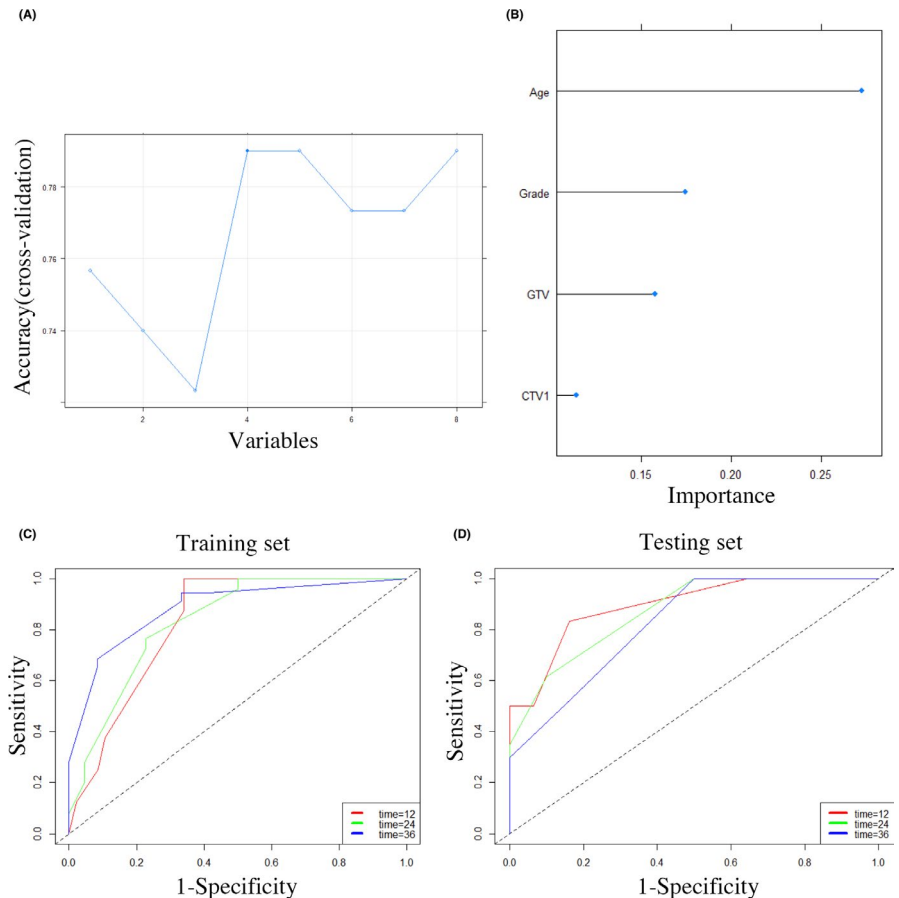 (A)
Accuracy(cross-validation)
0.78
0.76
0.74
2
4
6
8
Variables
(B)
Age
Grade
GTV
CTV1
0.15
0.20
0.25
Importance
(C)
Training set
Sensitivity
1.0
0.8
0.6
0.4
0.2
0.0
time=12
time=24
time=36
0.0
0.2
0.4
0.6
0.8
1.0
1-Specificity
(D)
Testing set
Sensitivity
1.0
0.8
0.6
0.4
0.2
0.0
time=12
time=24
time=36
0.0
0.2
0.4
0.6
0.8
1.0
1-Specificity